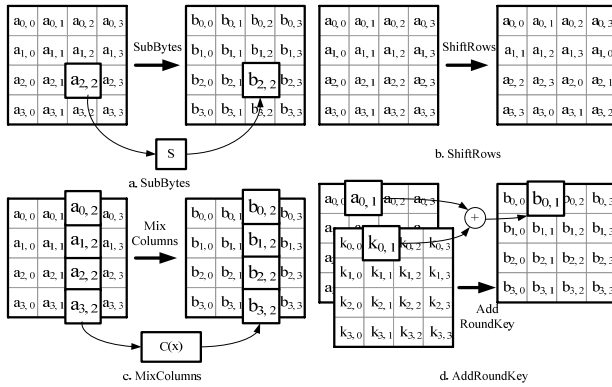 a0,0 a0,1 a0,2 a0,3
a1,0 a1,1 a1,2 a1,3
a2,0 a2,1 a2,2 a2,3
a3,0 a3,1 a3,2 a3,3
SubBytes
b0,0 b0,1 b0,2 b0,3
b1,0 b1,1 b1,2 b1,3
b2,0 b2,1 b2,2 b2,3
b3,0 b3,1 b3,2 b3,3
S
a. SubBytes
a0,0 a0,1 a0,2 a0,3
a1,0 a1,1 a1,2 a1,3
a2,0 a2,1 a2,2 a2,3
a3,0 a3,1 a3,2 a3,3
ShiftRows
a0,0 a0,1 a0,2 a0,3
a1,1 a1,2 a1,3 a1,0
a2,2 a2,3 a2,0 a2,1
a3,3 a3,0 a3,1 a3,2
b. ShiftRows
a0,0 a0,1 a0,2 a0,3
a1,0 a1,1 a1,2 a1,3
a2,0 a2,1 a2,2 a2,3
a3,0 a3,1 a3,2 a3,3
Mix
Columns
b0,0 b0,1 b0,2 b0,3
b1,0 b1,1 b1,2 b1,3
b2,0 b2,1 b2,2 b2,3
b3,0 b3,1 b3,2 b3,3
C(x)
c. MixColumns
a0,0 a0,1 a0,2 a0,3
k0,0 k0,1 k0,2 k0,3
k1,0 k1,1 k1,2 k1,3
k2,0 k2,1 k2,2 k2,3
k3,0 k3,1 k3,2 k3,3
+
Add
RoundKey
b0,0 b0,1 b0,2 b0,3
b1,0 b1,1 b1,2 b1,3
b2,0 b2,1 b2,2 b2,3
b3,0 b3,1 b3,2 b3,3
d. AddRoundKey